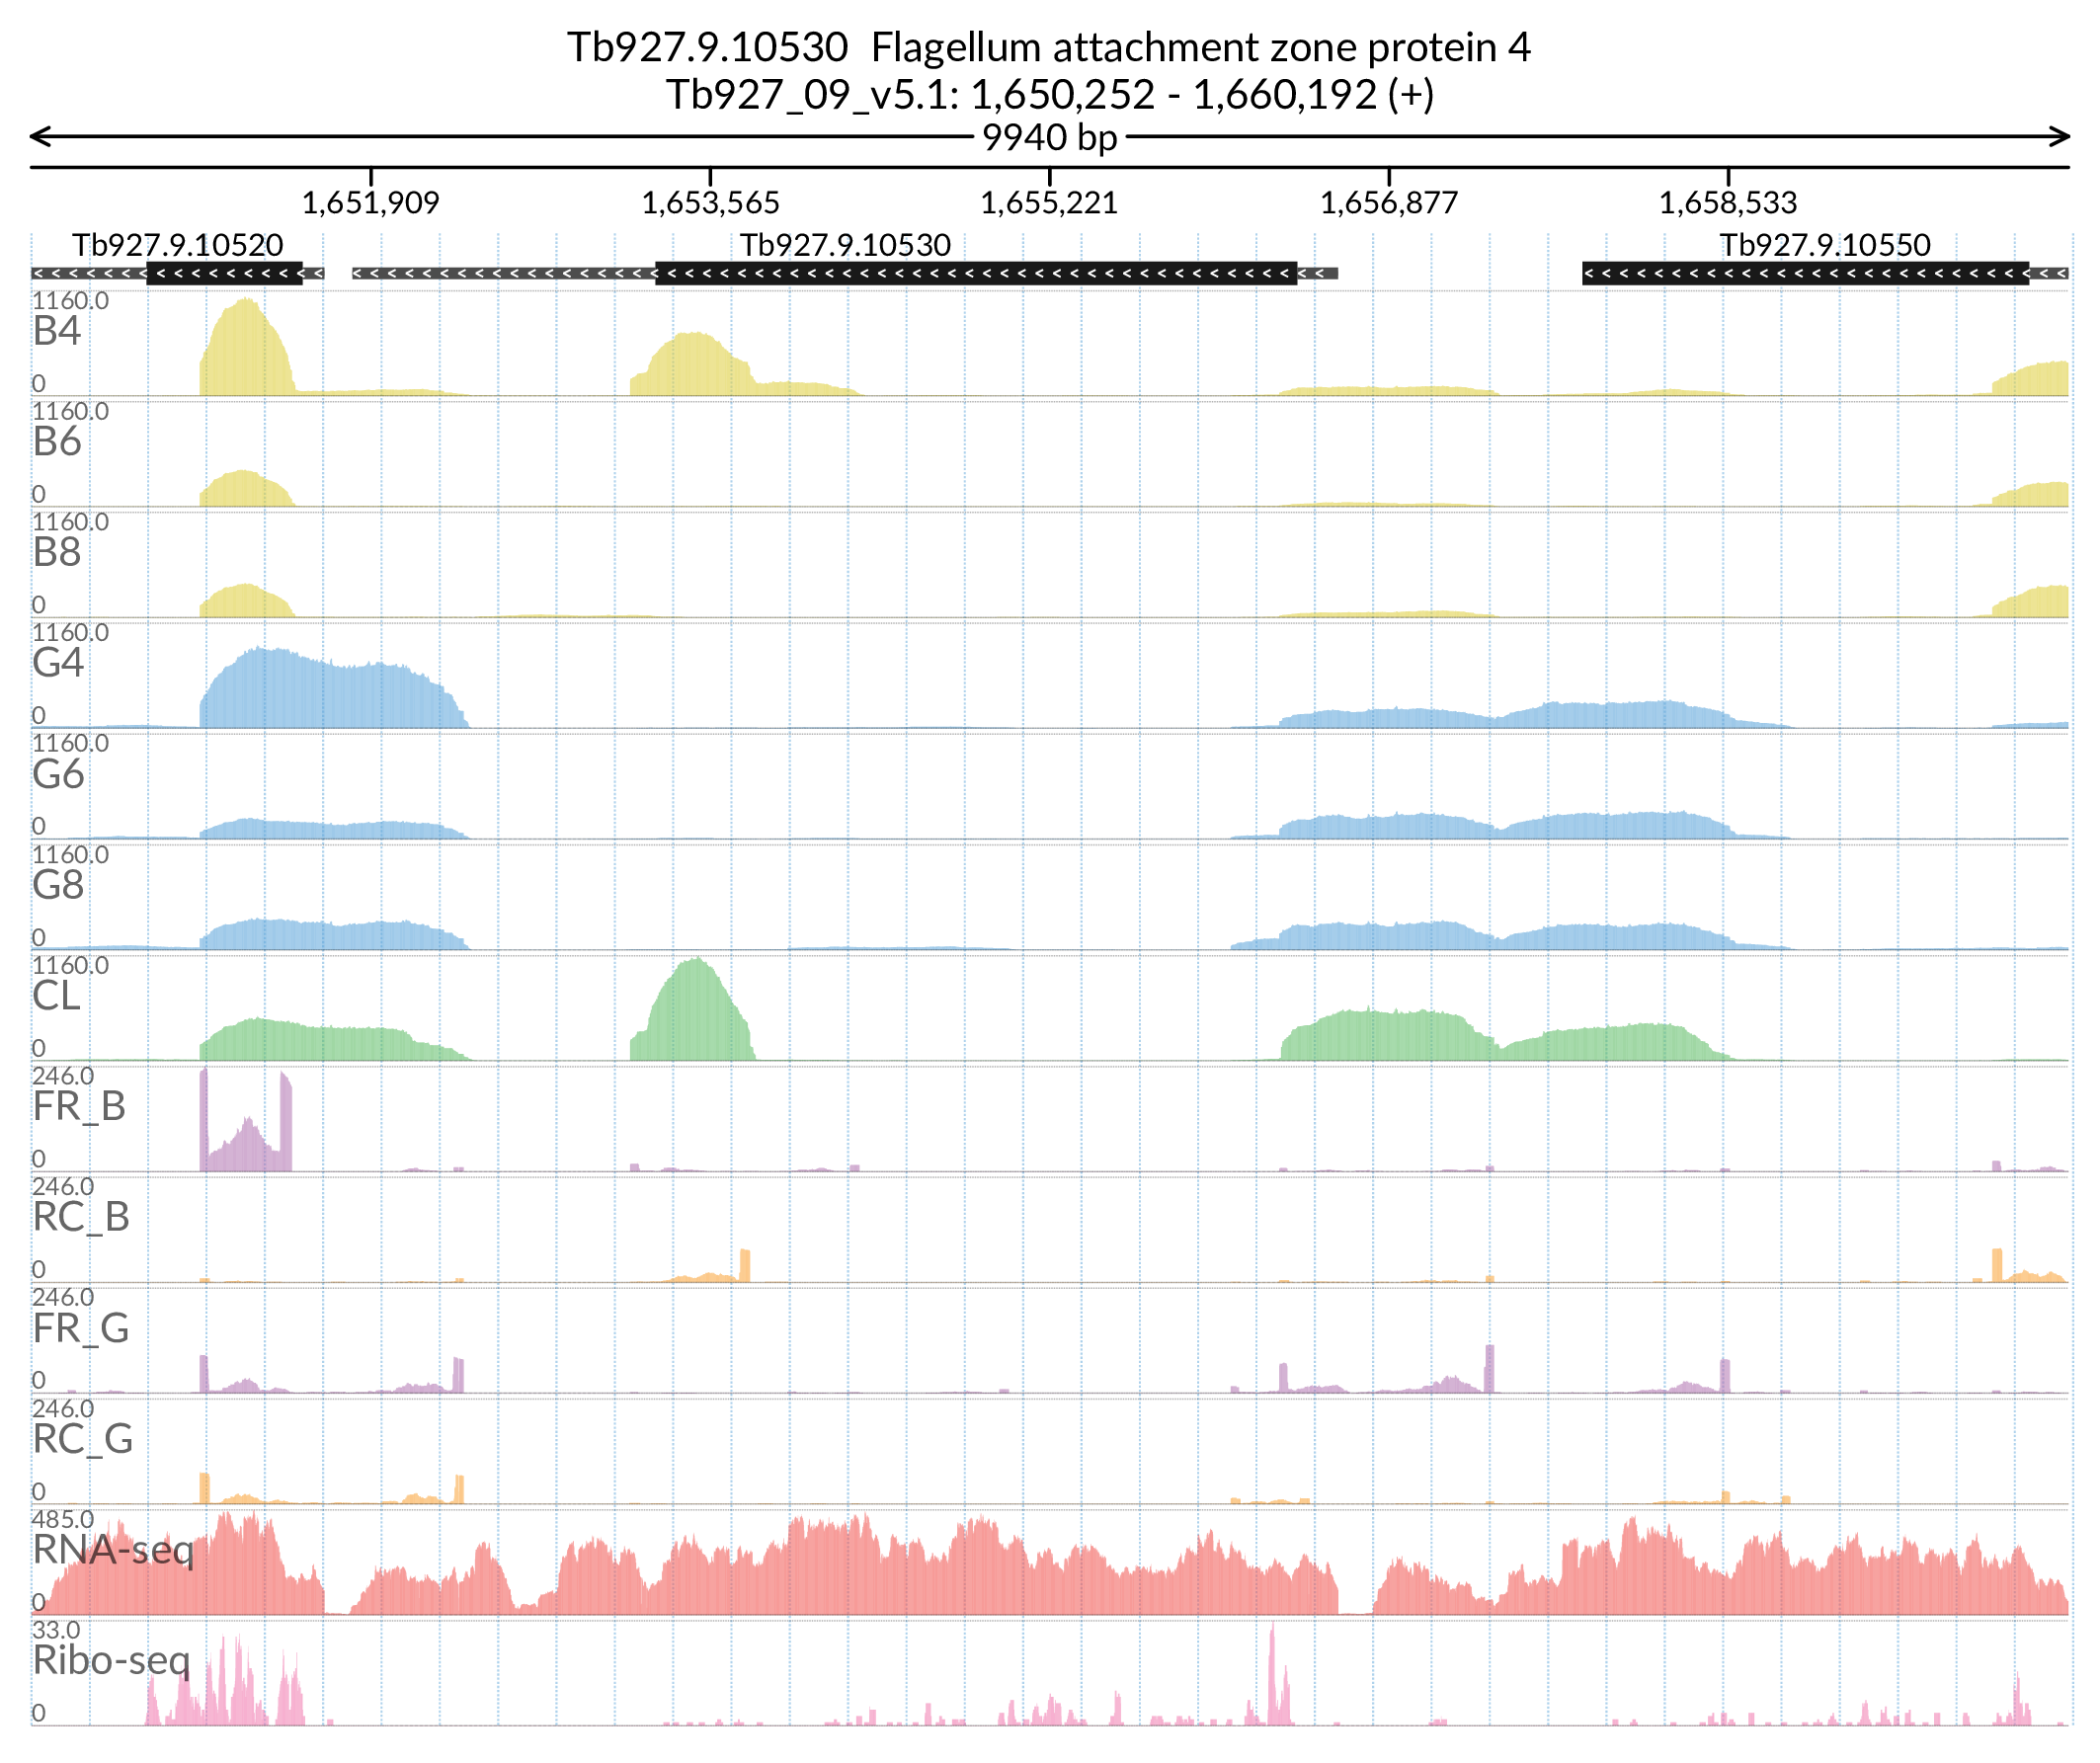 Tb927.9.10530 Flagellum attachment zone protein 4
Tb927_09_v5.1: 1,650,252 - 1,660,192 (+)
9940 bp
1,651,909 1,653,565 1,655,221 1,656,877 1,658,533
Tb927.9.10520 Tb927.9.10530 Tb927.9.10550
1160.0
B4
0
1160.0
B6
0
1160.0
B8
0
1160.0
G4
0
1160.0
G6
0
1160.0
G8
0
1160.0
CL
0
246.0
FR_B
0
246.0
RC_B
0
246.0
FR_G
0
246.0
RC_G
0
485.0
RNA-seq
0
33.0
Ribo-seq
0